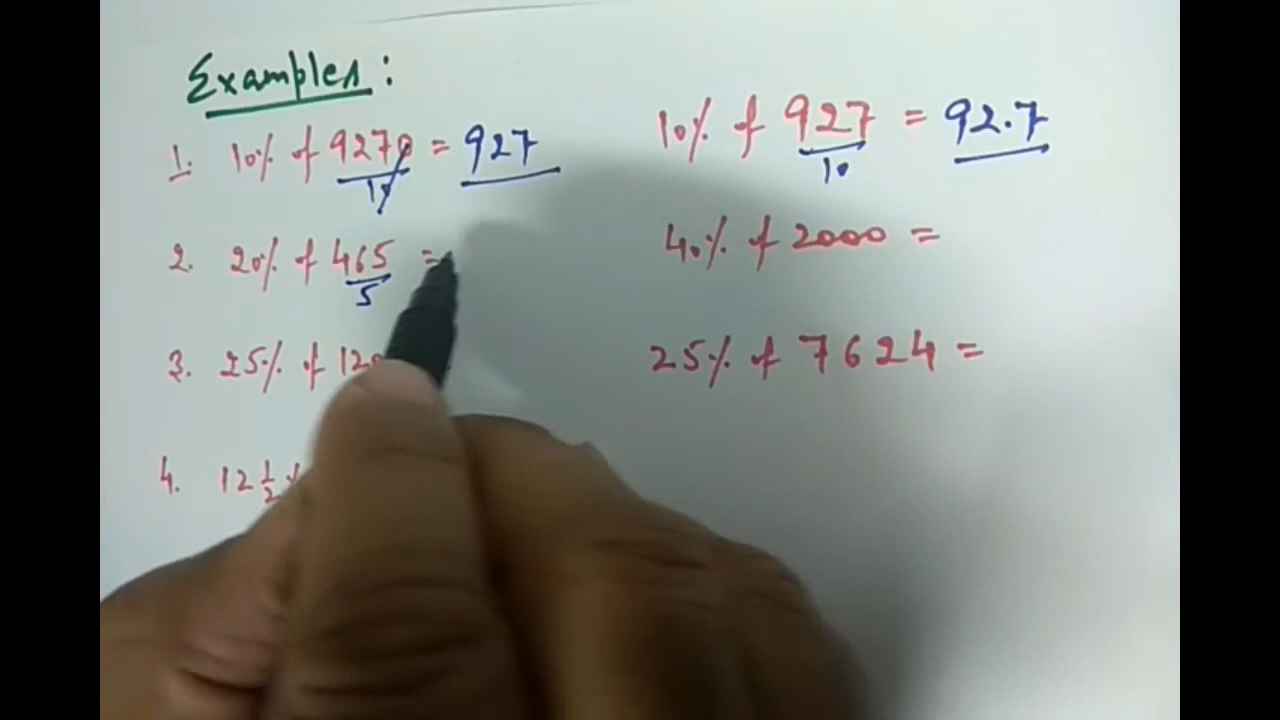 Examples:
1. 10% of 9270 = 927
10
10% of 927 = 92.7
10
2. 20% of 465 =
5
40% of 2000 =
3. 25% of
25% of 7624 =
4. 12 1/2 %